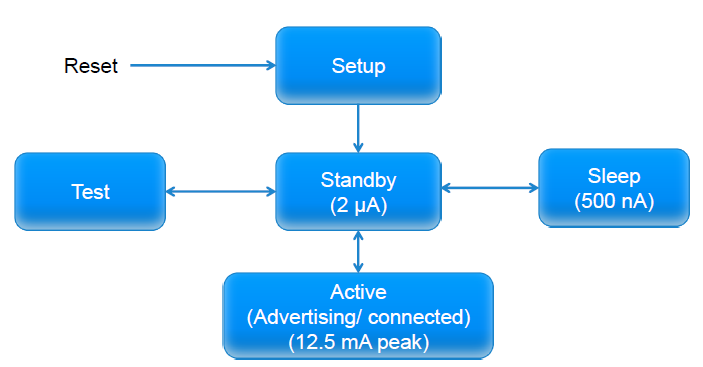 Reset
Setup
Test
Standby
(2 µA)
Sleep
(500 nA)
Active
(Advertising/ connected)
(12.5 mA peak)